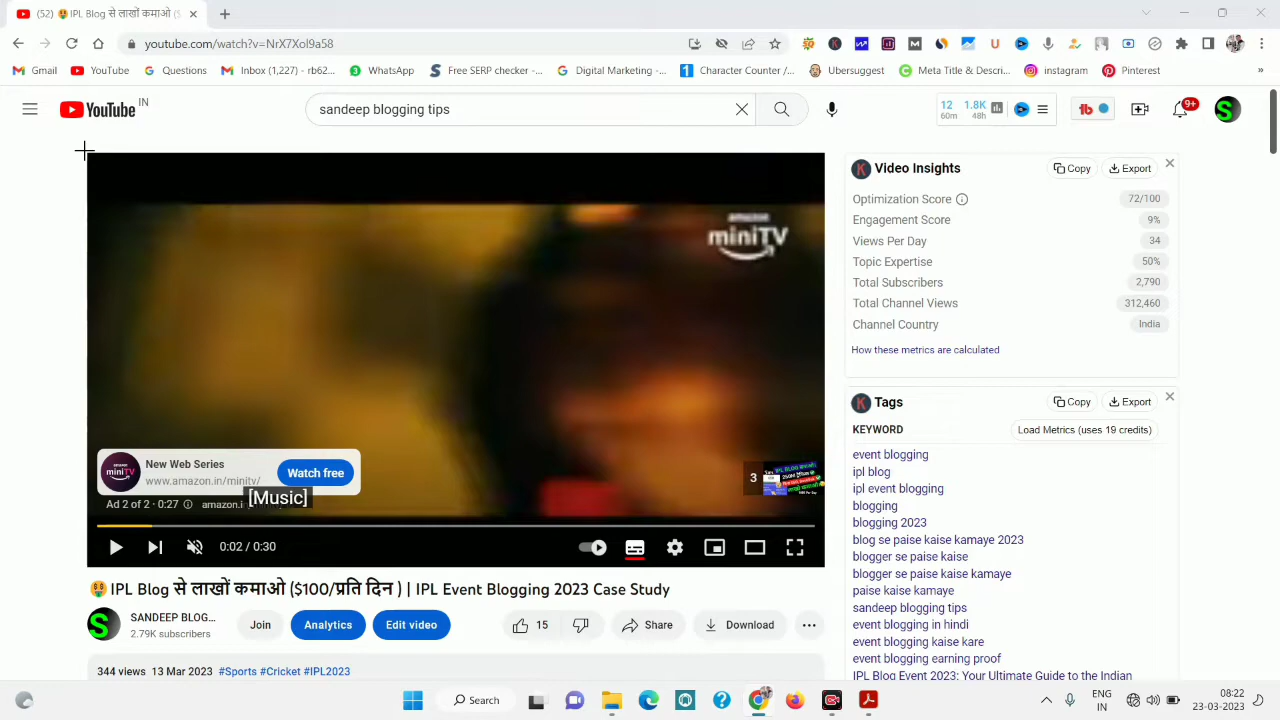 (52) 🤑IPL Blog से लाखों कमाओ ($
youtube.com/watch?v=NrX7Xol9a58
Gmail
YouTube
Questions
Inbox (1,227) - rb62...
WhatsApp
Free SERP checker -...
Digital Marketing -...
Character Counter /...
Ubersuggest
Meta Title & Descri...
instagram
Pinterest
»
YouTube IN
sandeep blogging tips
12 60m
1.8K 48h
9+
amazon
miniTV
New Web Series
www.amazon.in/minitv/
Watch free
Ad 2 of 2 · 0:27
amazon.in
[Music]
3
0:02 / 0:30
🤑IPL Blog से लाखों कमाओ ($100/प्रति दिन ) | IPL Event Blogging 2023 Case Study
SANDEEP BLOG...
2.79K subscribers
Join
Analytics
Edit video
15
Share
Download
344 views 13 Mar 2023 #Sports #Cricket #IPL2023
Video Insights
Copy
Export
Optimization Score 72/100
Engagement Score 9%
Views Per Day 34
Topic Expertise 50%
Total Subscribers 2,790
Total Channel Views 312,460
Channel Country India
How these metrics are calculated
Tags
Copy
Export
KEYWORD
Load Metrics (uses 19 credits)
event blogging
ipl blog
ipl event blogging
blogging
blogging 2023
blog se paise kaise kamaye 2023
blogger se paise kaise
blogger se paise kaise kamaye
paise kaise kamaye
sandeep blogging tips
event blogging in hindi
event blogging kaise kare
event blogging earning proof
IPL Blog Event 2023: Your Ultimate Guide to the Indian
Search
ENG
IN
08:22
23-03-2023